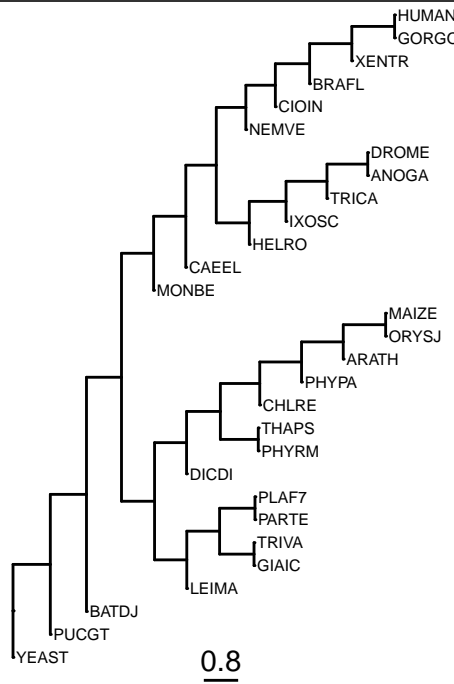 HUMAN
GORGO
XENTR
BRAFL
CIOIN
NEMVE
DROME
ANOGA
TRICA
IXOSC
HELRO
CAEEL
MONBE
MAIZE
ORYSJ
ARATH
PHYPA
CHLRE
THAPS
PHYRM
DICDI
PLAF7
PARTE
TRIVA
GIAIC
LEIMA
BATDJ
PUCGT
YEAST
0.8